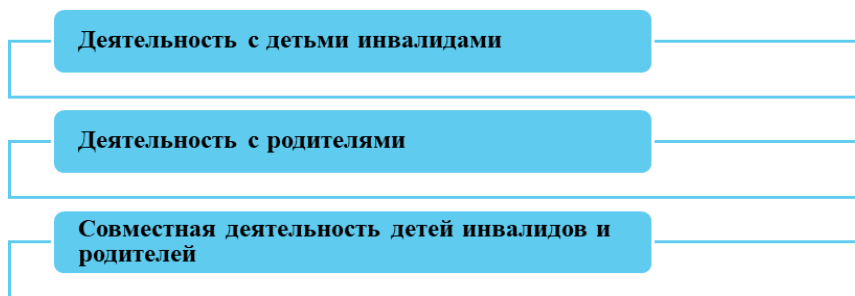 Деятельность с детьми инвалидами
Деятельность с родителями
Совместная деятельность детей инвалидов и
родителей